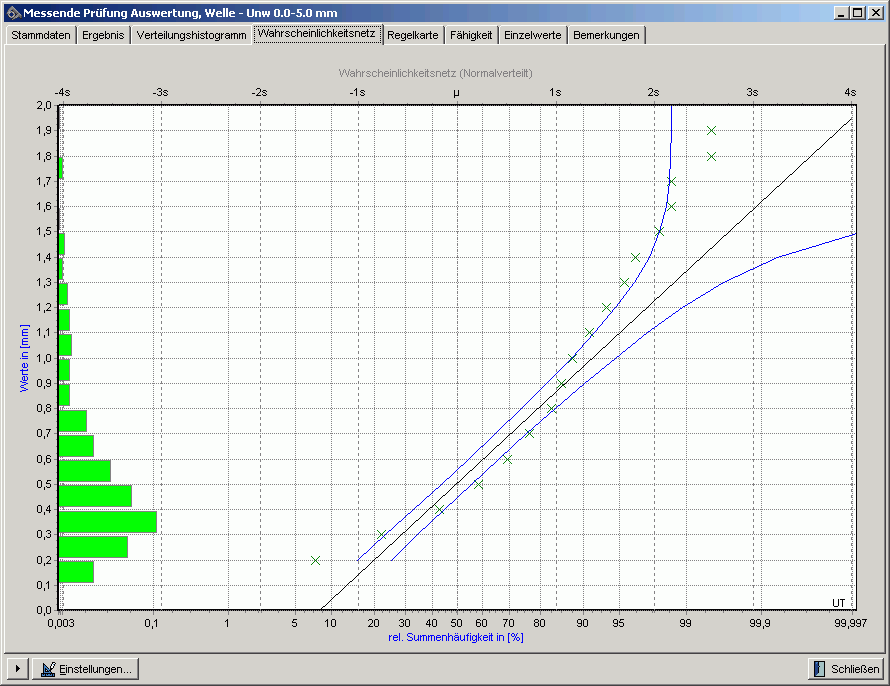 Messende Prüfung Auswertung, Welle - Unw 0.0-5.0 mm
Stammdaten Ergebnis Verteilungshistogramm Wahrscheinlichkeitsnetz Regelkarte Fähigkeit Einzelwerte Bemerkungen
Wahrscheinlichkeitsnetz (Normalverteilt)
-4s -3s -2s -1s µ 1s 2s 3s 4s
2,0
1,9
1,8
1,7
1,6
1,5
1,4
1,3
1,2
1,1
1,0
0,9
0,8
0,7
0,6
0,5
0,4
0,3
0,2
0,1
0,0
Werte in [mm]
UT
0,003 0,1 1 5 10 20 30 40 50 60 70 80 90 95 99 99,9 99,997
rel. Summenhäufigkeit in [%]
Einstellungen... Schließen